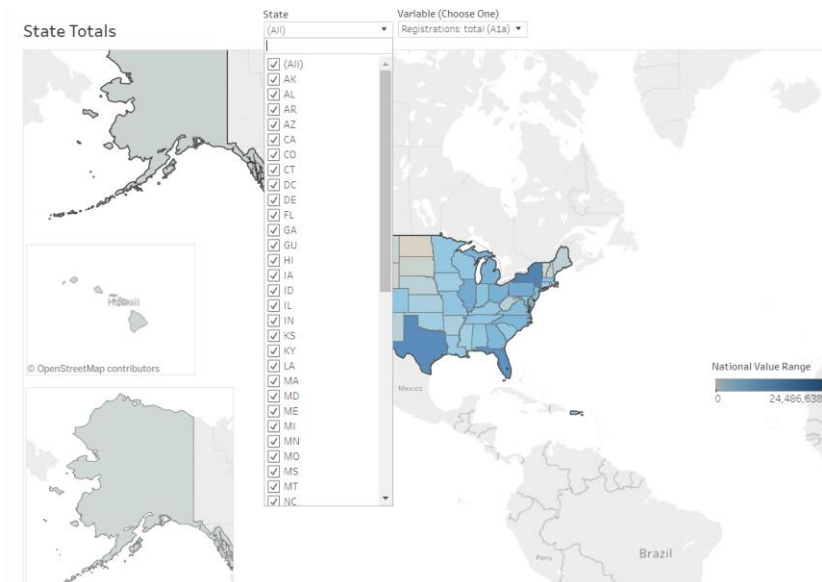 State Totals
State
(All)
Variable (Choose One)
Registrations: total (A1a)
(All)
AK
AL
AR
AZ
CA
CO
CT
DC
DE
FL
GA
GU
HI
IA
ID
IL
IN
KS
KY
LA
MA
MD
ME
MI
MN
MO
MS
MT
NC
Hawaii
© OpenStreetMap contributors
Mexico
National Value Range
0 24,486,638
Peru
Brazil